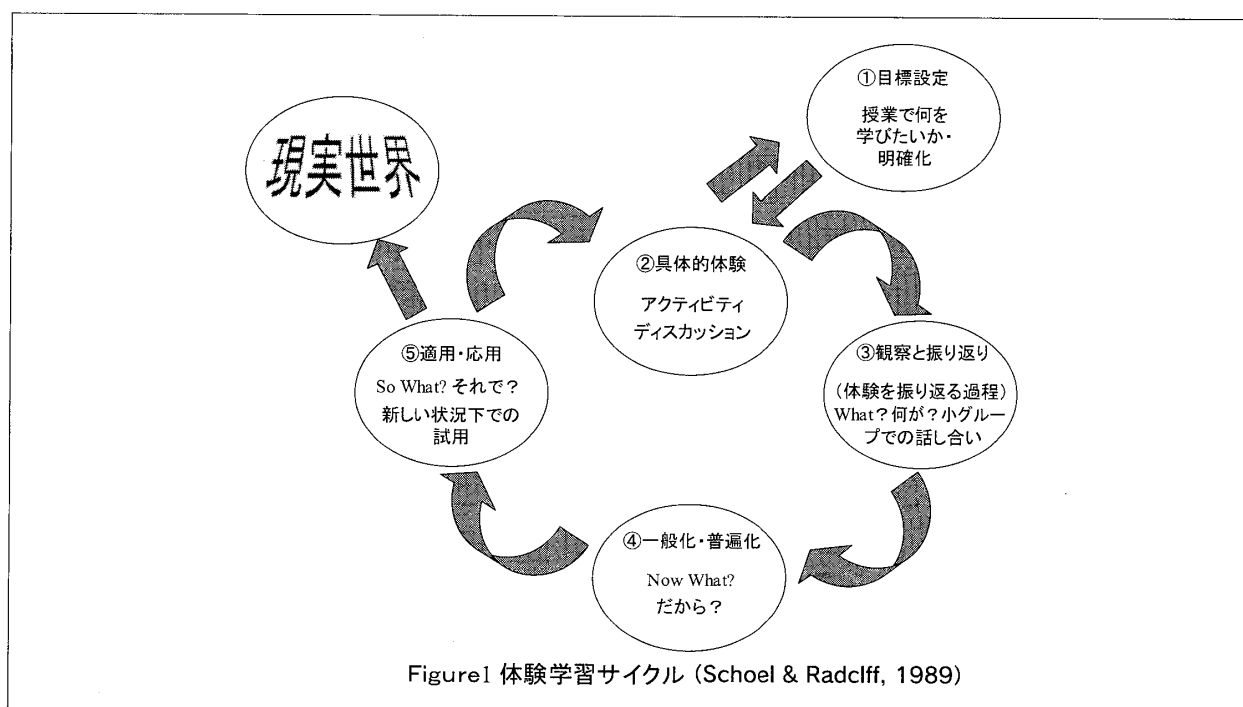 現実世界
①目標設定
授業で何を
学びたいか・
明確化
②具体的体験
アクティビティ
ディスカッション
③観察と振り返り
(体験を振り返る過程)
What？何が？小グルー
プでの話し合い
④一般化・普遍化
Now What?
だから？
⑤適用・応用
So What? それで？
新しい状況下での
試用
Figure1 体験学習サイクル (Schoel & Radclff, 1989)